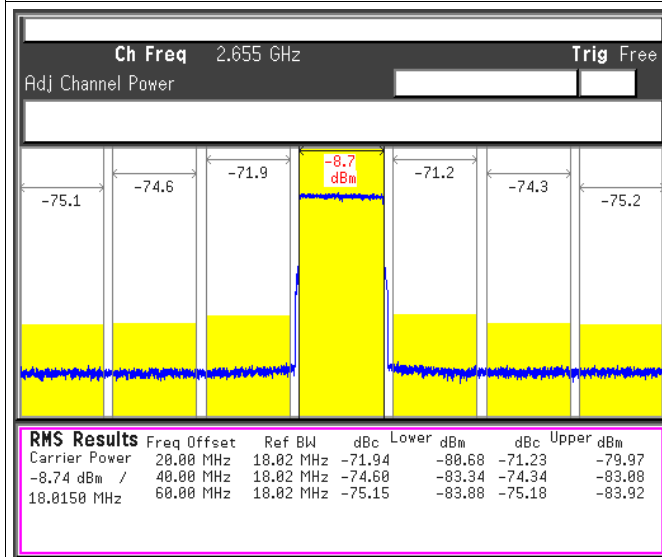 Ch Freq 2.655 GHz Trig Free
Adj Channel Power
-75.1 -74.6 -71.9 -8.7 dBm -71.2 -74.3 -75.2
RMS Results Freq Offset Ref BW dBc Lower dBm dBc Upper dBm
Carrier Power 20.00 MHz 18.02 MHz -71.94 -80.68 -71.23 -79.97
-8.74 dBm / 40.00 MHz 18.02 MHz -74.60 -83.34 -74.34 -83.08
18.0150 MHz 60.00 MHz 18.02 MHz -75.15 -83.88 -75.18 -83.92